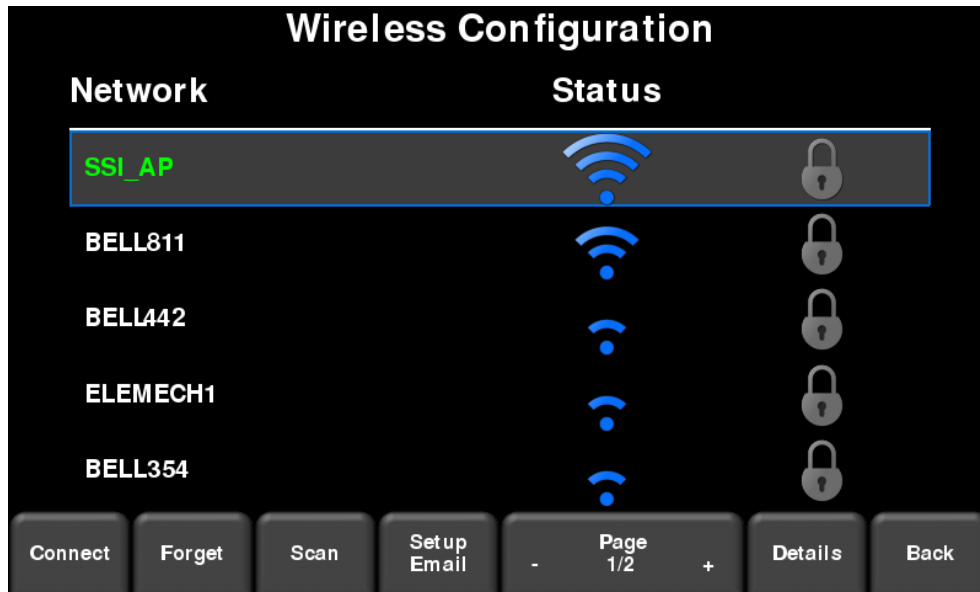 Wireless Configuration
Network Status
SSI_AP
BELL811
BELL442
ELEMECH1
BELL354
Connect Forget Scan Setup Email - Page 1/2 + Details Back